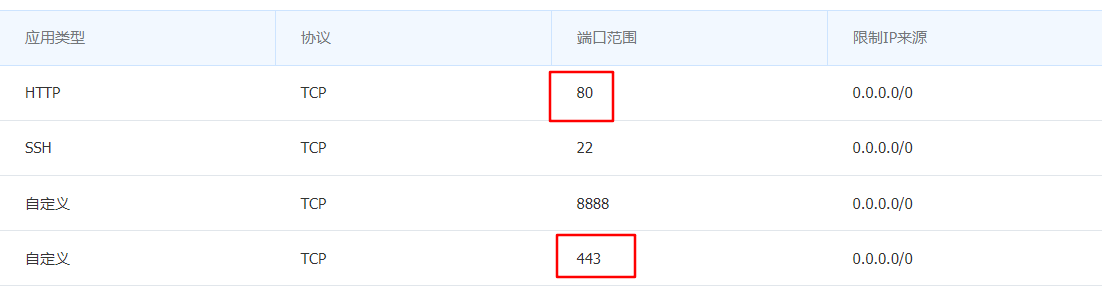 应用类型 协议 端口范围 限制IP来源
HTTP TCP 80 0.0.0.0/0
SSH TCP 22 0.0.0.0/0
自定义 TCP 8888 0.0.0.0/0
自定义 TCP 443 0.0.0.0/0